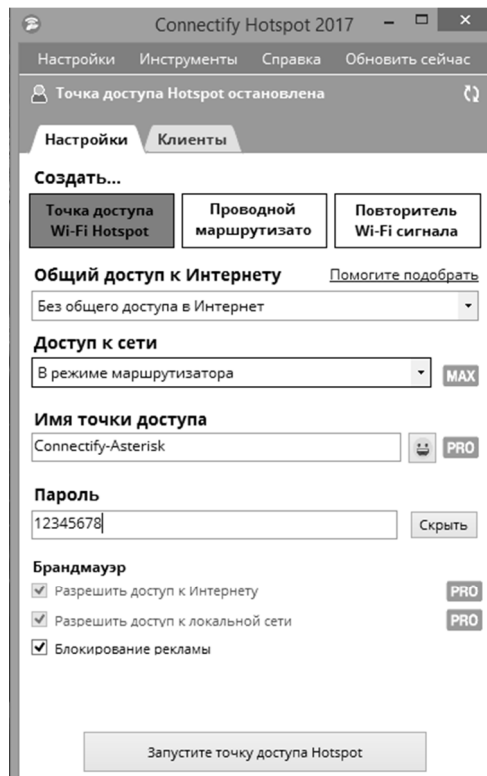 Connectify Hotspot 2017
Настройки Инструменты Справка Обновить сейчас
Точка доступа Hotspot остановлена
Настройки Клиенты
Создать...
Точка доступа
Wi-Fi Hotspot
Проводной
маршрутизато
Повторитель
Wi-Fi сигнала
Общий доступ к Интернету Помогите подобрать
Без общего доступа в Интернет
Доступ к сети
В режиме маршрутизатора MAX
Имя точки доступа
Connectify-Asterisk PRO
Пароль
12345678 Скрыть
Брандмауэр
Разрешить доступ к Интернету PRO
Разрешить доступ к локальной сети PRO
Блокирование рекламы
Запустите точку доступа Hotspot